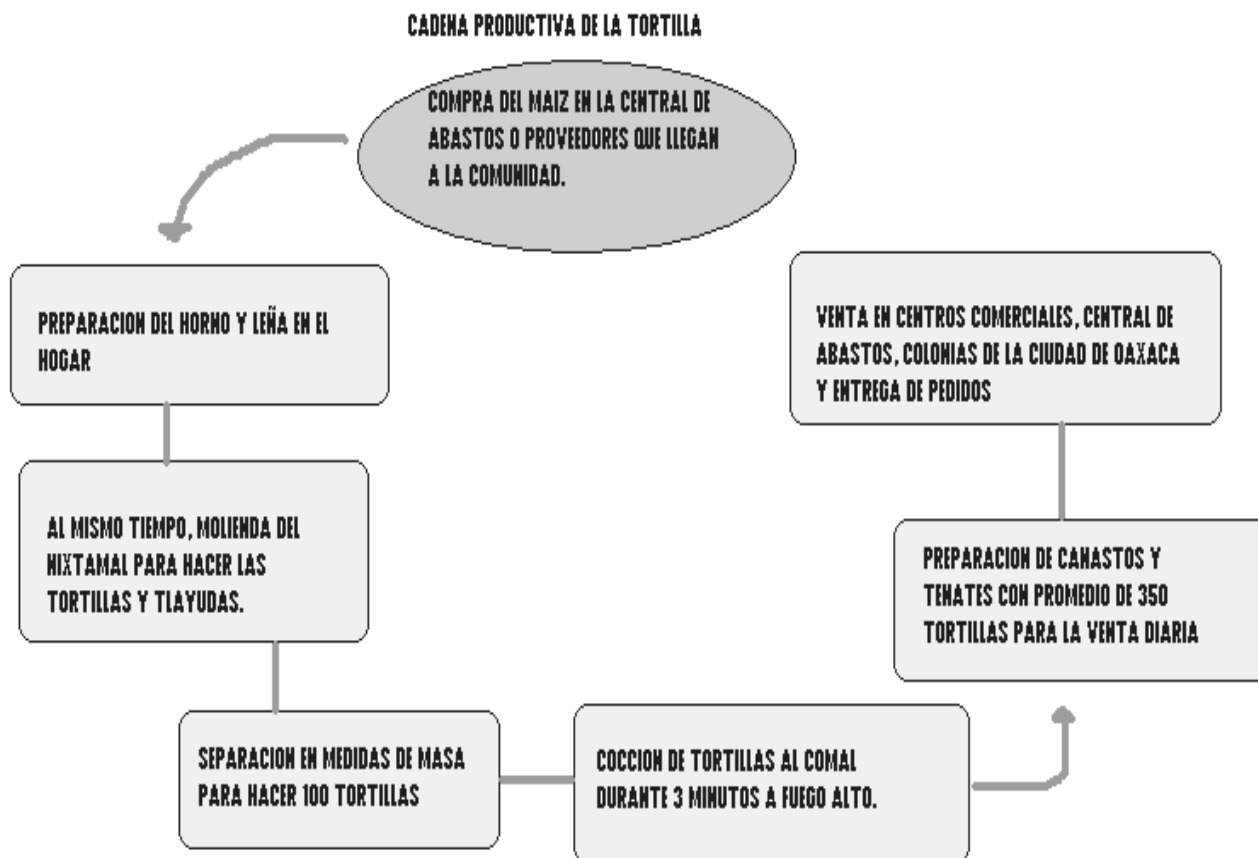 CADENA PRODUCTIVA DE LA TORTILLA
COMPRA DEL MAIZ EN LA CENTRAL DE
ABASTOS O PROVEEDORES QUE LLEGAN
A LA COMUNIDAD.
PREPARACION DEL HORNO Y LEÑA EN EL
HOGAR
AL MISMO TIEMPO, MOLIENDA DEL
NIXTAMAL PARA HACER LAS
TORTILLAS Y TLAYUDAS.
SEPARACION EN MEDIDAS DE MASA
PARA HACER 100 TORTILLAS
COCCION DE TORTILLAS AL COMAL
DURANTE 3 MINUTOS A FUEGO ALTO.
PREPARACION DE CANASTOS Y
TENATES CON PROMEDIO DE 350
TORTILLAS PARA LA VENTA DIARIA
VENTA EN CENTROS COMERCIALES, CENTRAL DE
ABASTOS, COLONIAS DE LA CIUDAD DE OAXACA
Y ENTREGA DE PEDIDOS